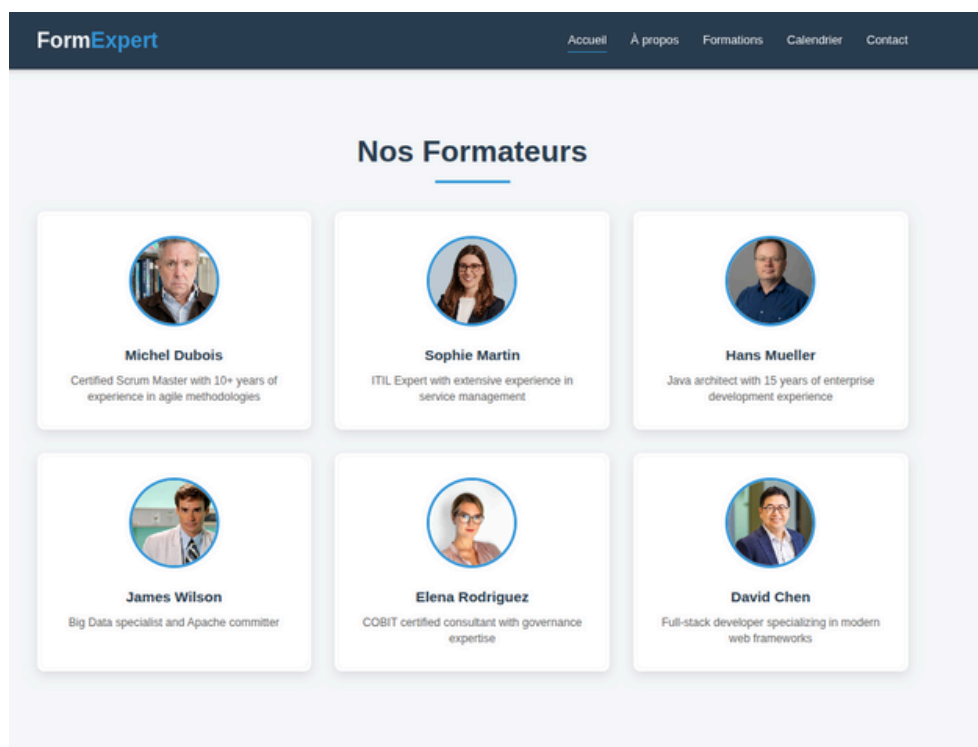 FormExpert
Accueil À propos Formations Calendrier Contact
Nos Formateurs
Michel Dubois
Certified Scrum Master with 10+ years of
experience in agile methodologies
Sophie Martin
ITIL Expert with extensive experience in
service management
Hans Mueller
Java architect with 15 years of enterprise
development experience
James Wilson
Big Data specialist and Apache committer
Elena Rodriguez
COBIT certified consultant with governance
expertise
David Chen
Full-stack developer specializing in modern
web frameworks